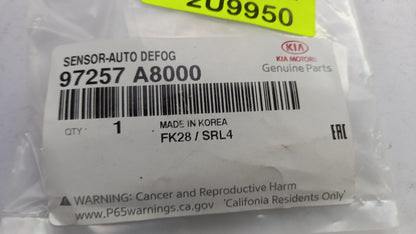 2U9950
SENSOR-AUTO DEFOG
97257 A8000
KIA
KIA MOTORS
Genuine Parts
QTY 1
MADE IN KOREA
FK28 / SRL4
EAC
WARNING: Cancer and Reproductive Harm
www.P65warnings.ca.gov 'Califonia Residents Only'